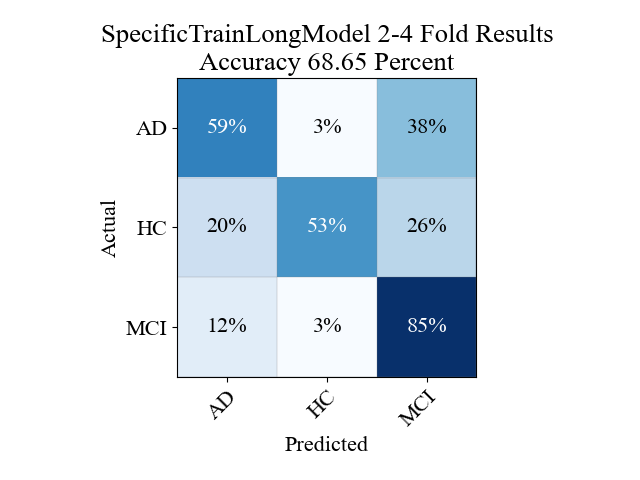 SpecificTrainLongModel 2-4 Fold Results
Accuracy 68.65 Percent
AD 59% 3% 38%
Actual
HC 20% 53% 26%
MCI 12% 3% 85%
AD HC MCI
Predicted